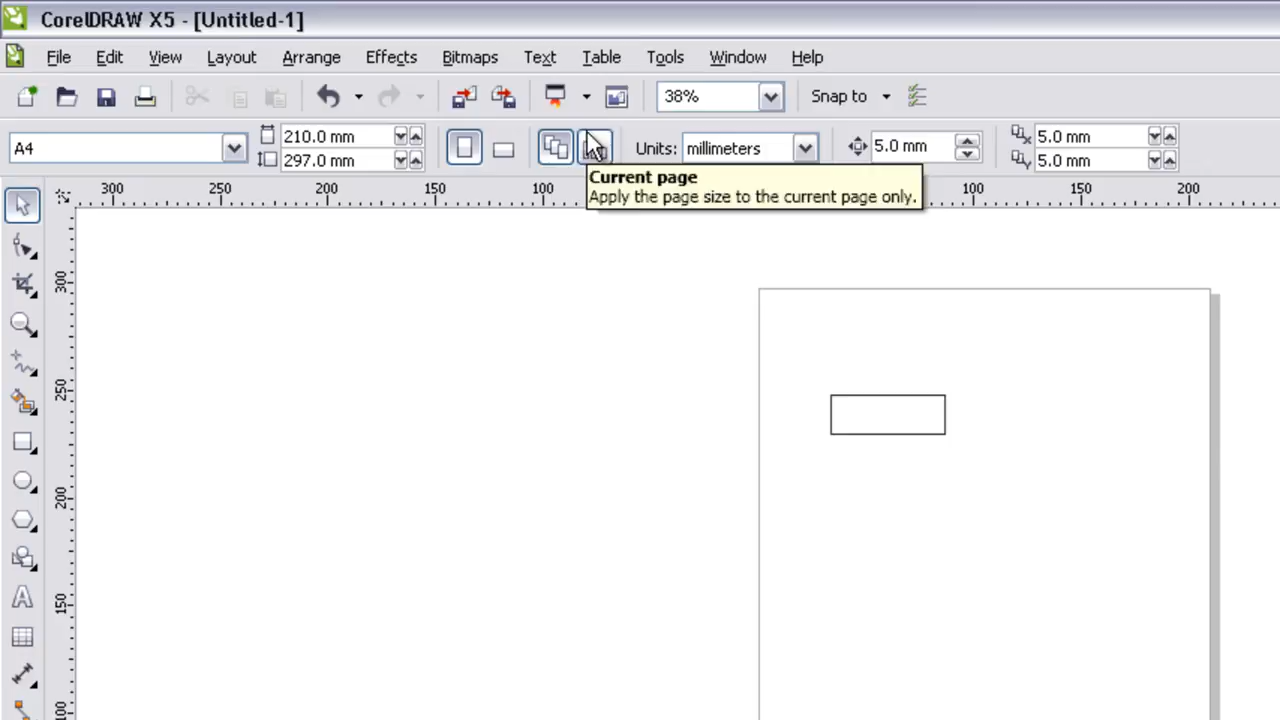 CorelDRAW X5 - [Untitled-1]
File Edit View Layout Arrange Effects Bitmaps Text Table Tools Window Help
38% Snap to
A4 210.0 mm 297.0 mm Units: millimeters 5.0 mm 5.0 mm 5.0 mm
Current page
Apply the page size to the current page only.
300 250 200 150 100 100 150 200
300
250
200
150
100